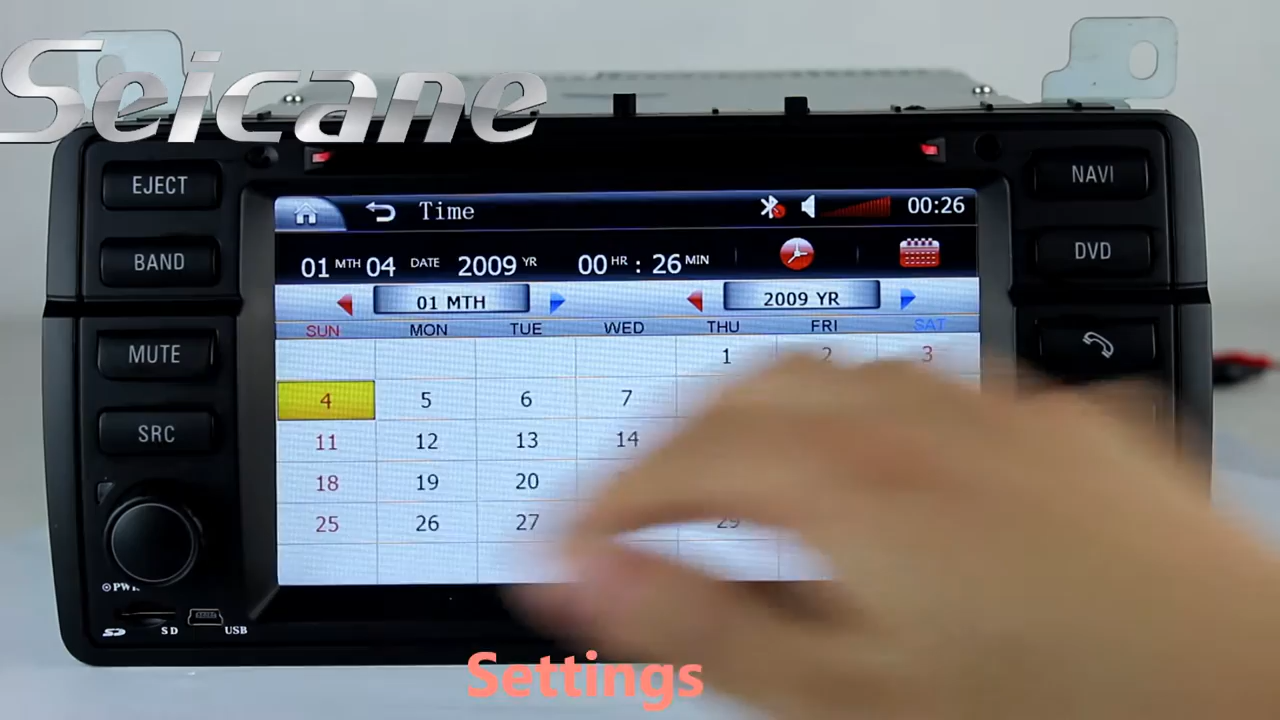 Seicane
EJECT
NAVI
Time
00:26
BAND
DVD
01 MTH 04 DATE 2009 YR 00 HR : 26 MIN
01 MTH
2009 YR
SUN MON TUE WED THU FRI SAT
MUTE
1 2 3
4 5 6 7
SRC
11 12 13 14
18 19 20
25 26 27 29
SD
USB
Settings